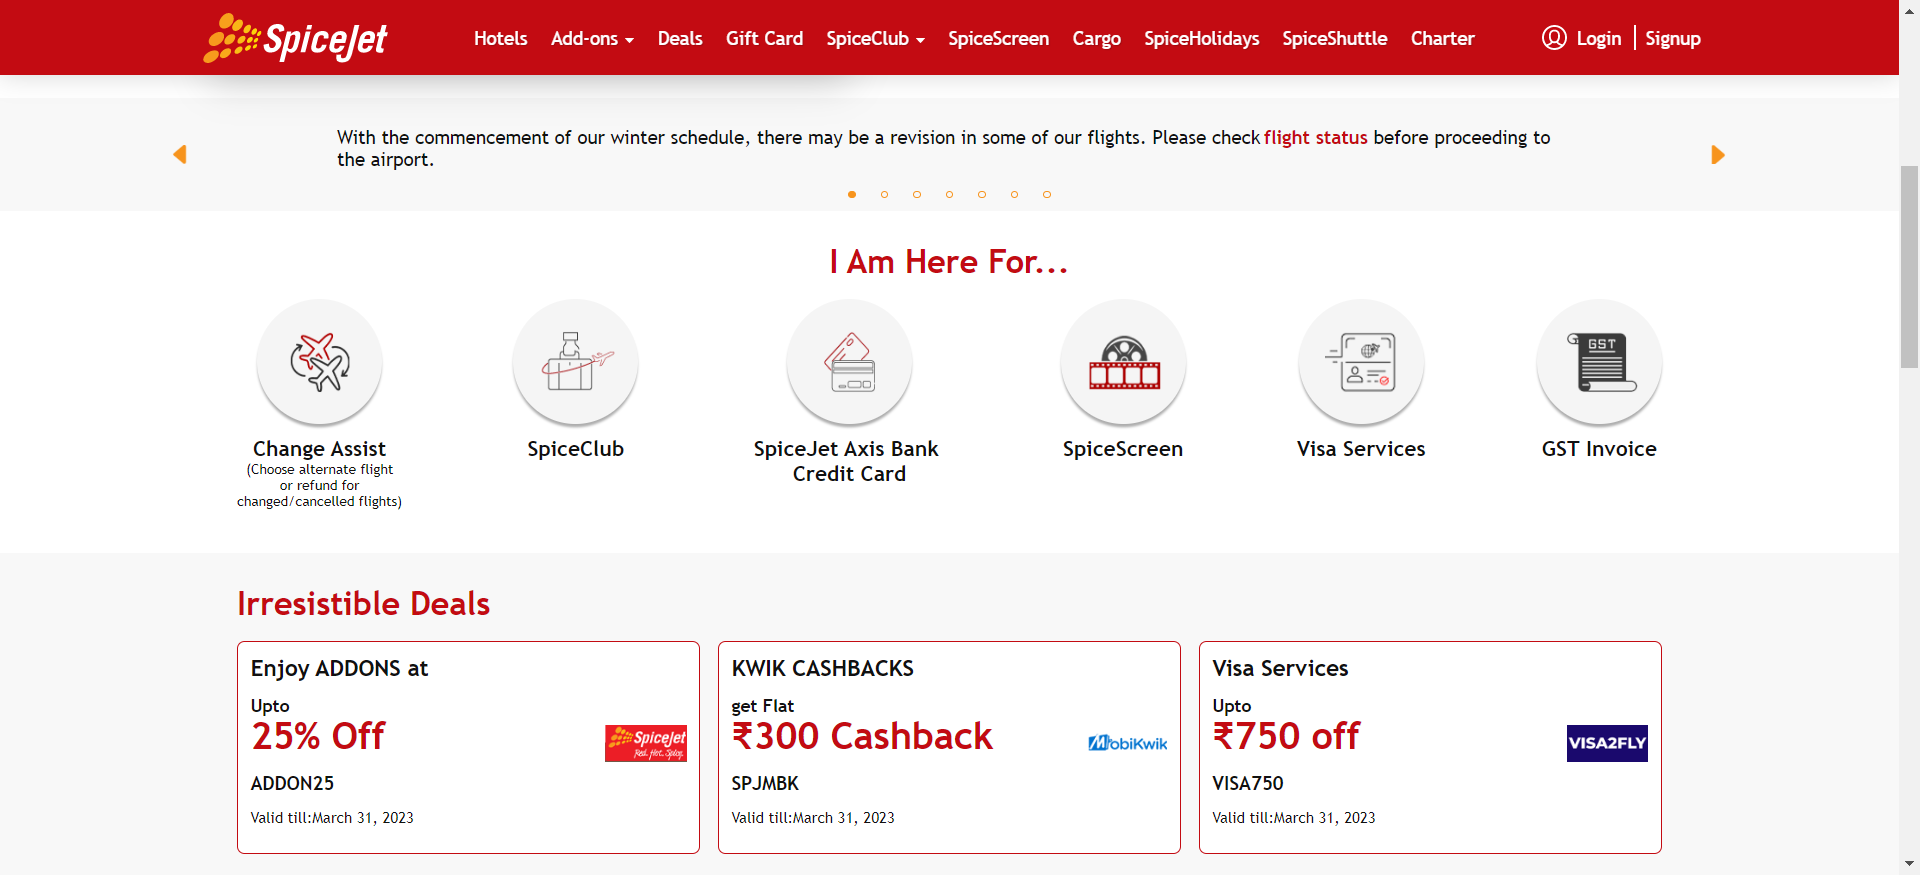 SpiceJet
Hotels Add-ons Deals Gift Card SpiceClub SpiceScreen Cargo SpiceHolidays SpiceShuttle Charter Login Signup
With the commencement of our winter schedule, there may be a revision in some of our flights. Please check flight status before proceeding to
the airport.
I Am Here For...
GST
Change Assist
(Choose alternate flight
or refund for
changed/cancelled flights)
SpiceClub
SpiceJet Axis Bank
Credit Card
SpiceScreen
Visa Services
GST Invoice
Irresistible Deals
Enjoy ADDONS at
Upto
25% Off
SpiceJet
Red. Hot. Spicy.
ADDON25
Valid till:March 31, 2023
KWIK CASHBACKS
get Flat
₹300 Cashback
MobiKwik
SPJMBK
Valid till:March 31, 2023
Visa Services
Upto
₹750 off
VISA2FLY
VISA750
Valid till:March 31, 2023